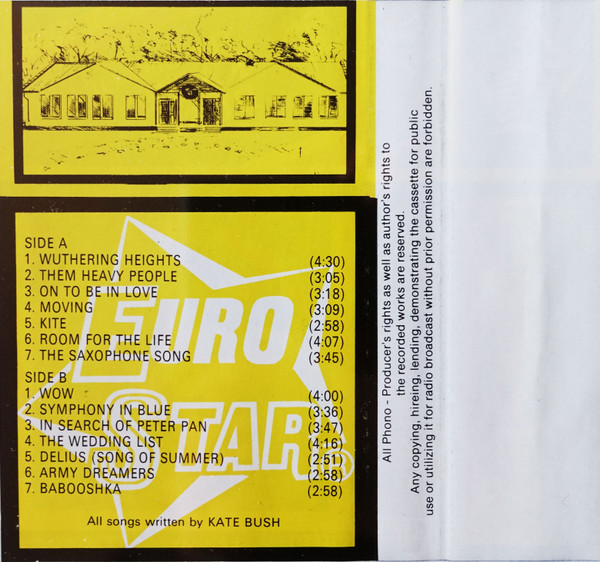 SIDE A
1. WUTHERING HEIGHTS (4:30)
2. THEM HEAVY PEOPLE (3:05)
3. ON TO BE IN LOVE (3:18)
4. MOVING (3:09)
5. KITE (2:58)
6. ROOM FOR THE LIFE (4:07)
7. THE SAXOPHONE SONG (3:45)
SIDE B
1. WOW (4:00)
2. SYMPHONY IN BLUE (3:36)
3. IN SEARCH OF PETER PAN (3:47)
4. THE WEDDING LIST (4:16)
5. DELIUS (SONG OF SUMMER) (2:51)
6. ARMY DREAMERS (2:58)
7. BABOOSHKA (2:58)
All songs written by KATE BUSH
EURO
STAR
®
All Phomo - Producer's rights as well as author's rights to
the recorded works are reserved.
Any copying, hireing, lending, demonstrating the cassette for public
use or utilizing it for radio broadcast without prior permission are forbidden.